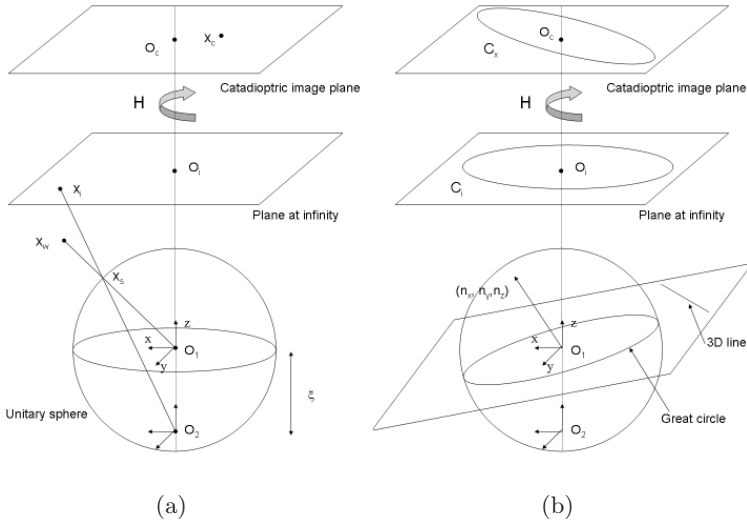 O_c
X_c
H
Catadioptric image plane
O_i
X_i
Plane at infinity
X_w
X_s
z
x
O_1
y
ξ
Unitary sphere
O_2
(a)
O_c
C_x
Catadioptric image plane
H
O_i
C_i
Plane at infinity
(n_x, n_y, n_z)
z
x
O_1
y
3D line
Great circle
O_2
(b)